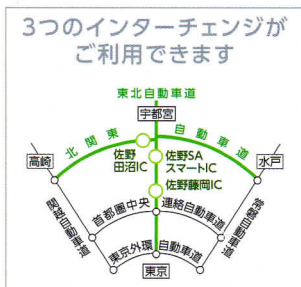 3つのインターチェンジが
ご利用できます
東北自動車道
宇都宮
北関東
自動車道
高崎
佐野
田沼IC
佐野SA
スマートIC
水戸
佐野藤岡IC
関越自動車道
首都圏中央
連絡自動車道
常磐自動車道
東京外環
自動車道
東京